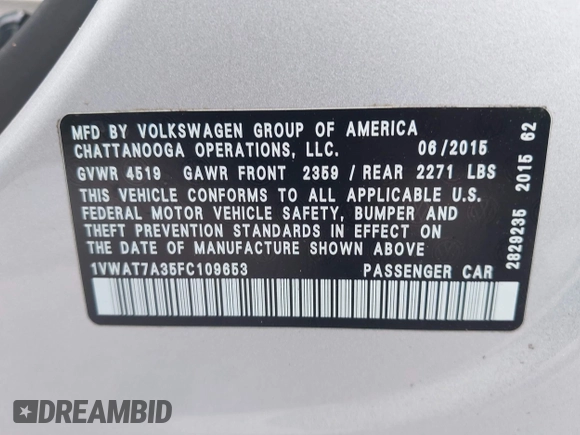 MFD BY VOLKSWAGEN GROUP OF AMERICA
CHATTANOOGA OPERATIONS, LLC. 06/2015
GVWR 4519 GAWR FRONT 2359 / REAR 2271 LBS
THIS VEHICLE CONFORMS TO ALL APPLICABLE U.S.
FEDERAL MOTOR VEHICLE SAFETY, BUMPER AND
THEFT PREVENTION STANDARDS IN EFFECT ON
THE DATE OF MANUFACTURE SHOWN ABOVE
1VWAT7A35FC109653 PASSENGER CAR
2829235 2015 62
DREAMBID